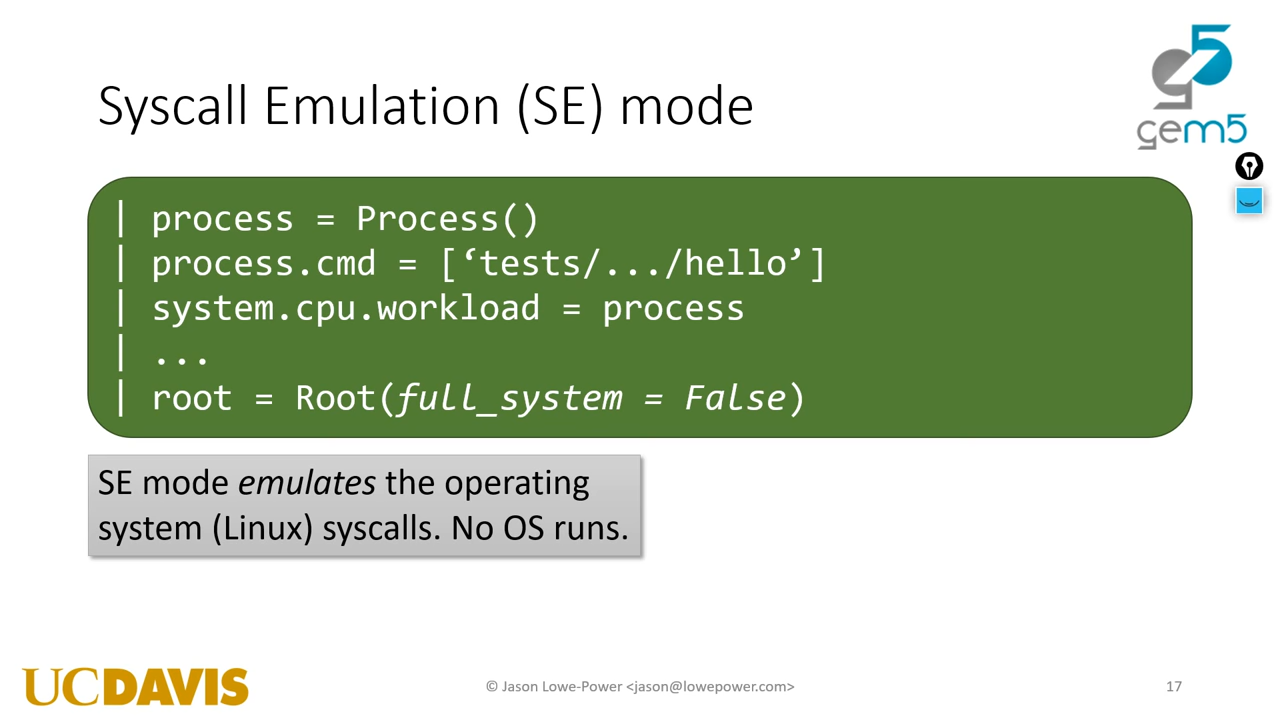 Syscall Emulation (SE) mode
gem5
| process = Process()
| process.cmd = [‘tests/.../hello’]
| system.cpu.workload = process
| ...
| root = Root(full_system = False)
SE mode emulates the operating
system (Linux) syscalls. No OS runs.
UCDAVIS
© Jason Lowe-Power <jason@lowepower.com>
17